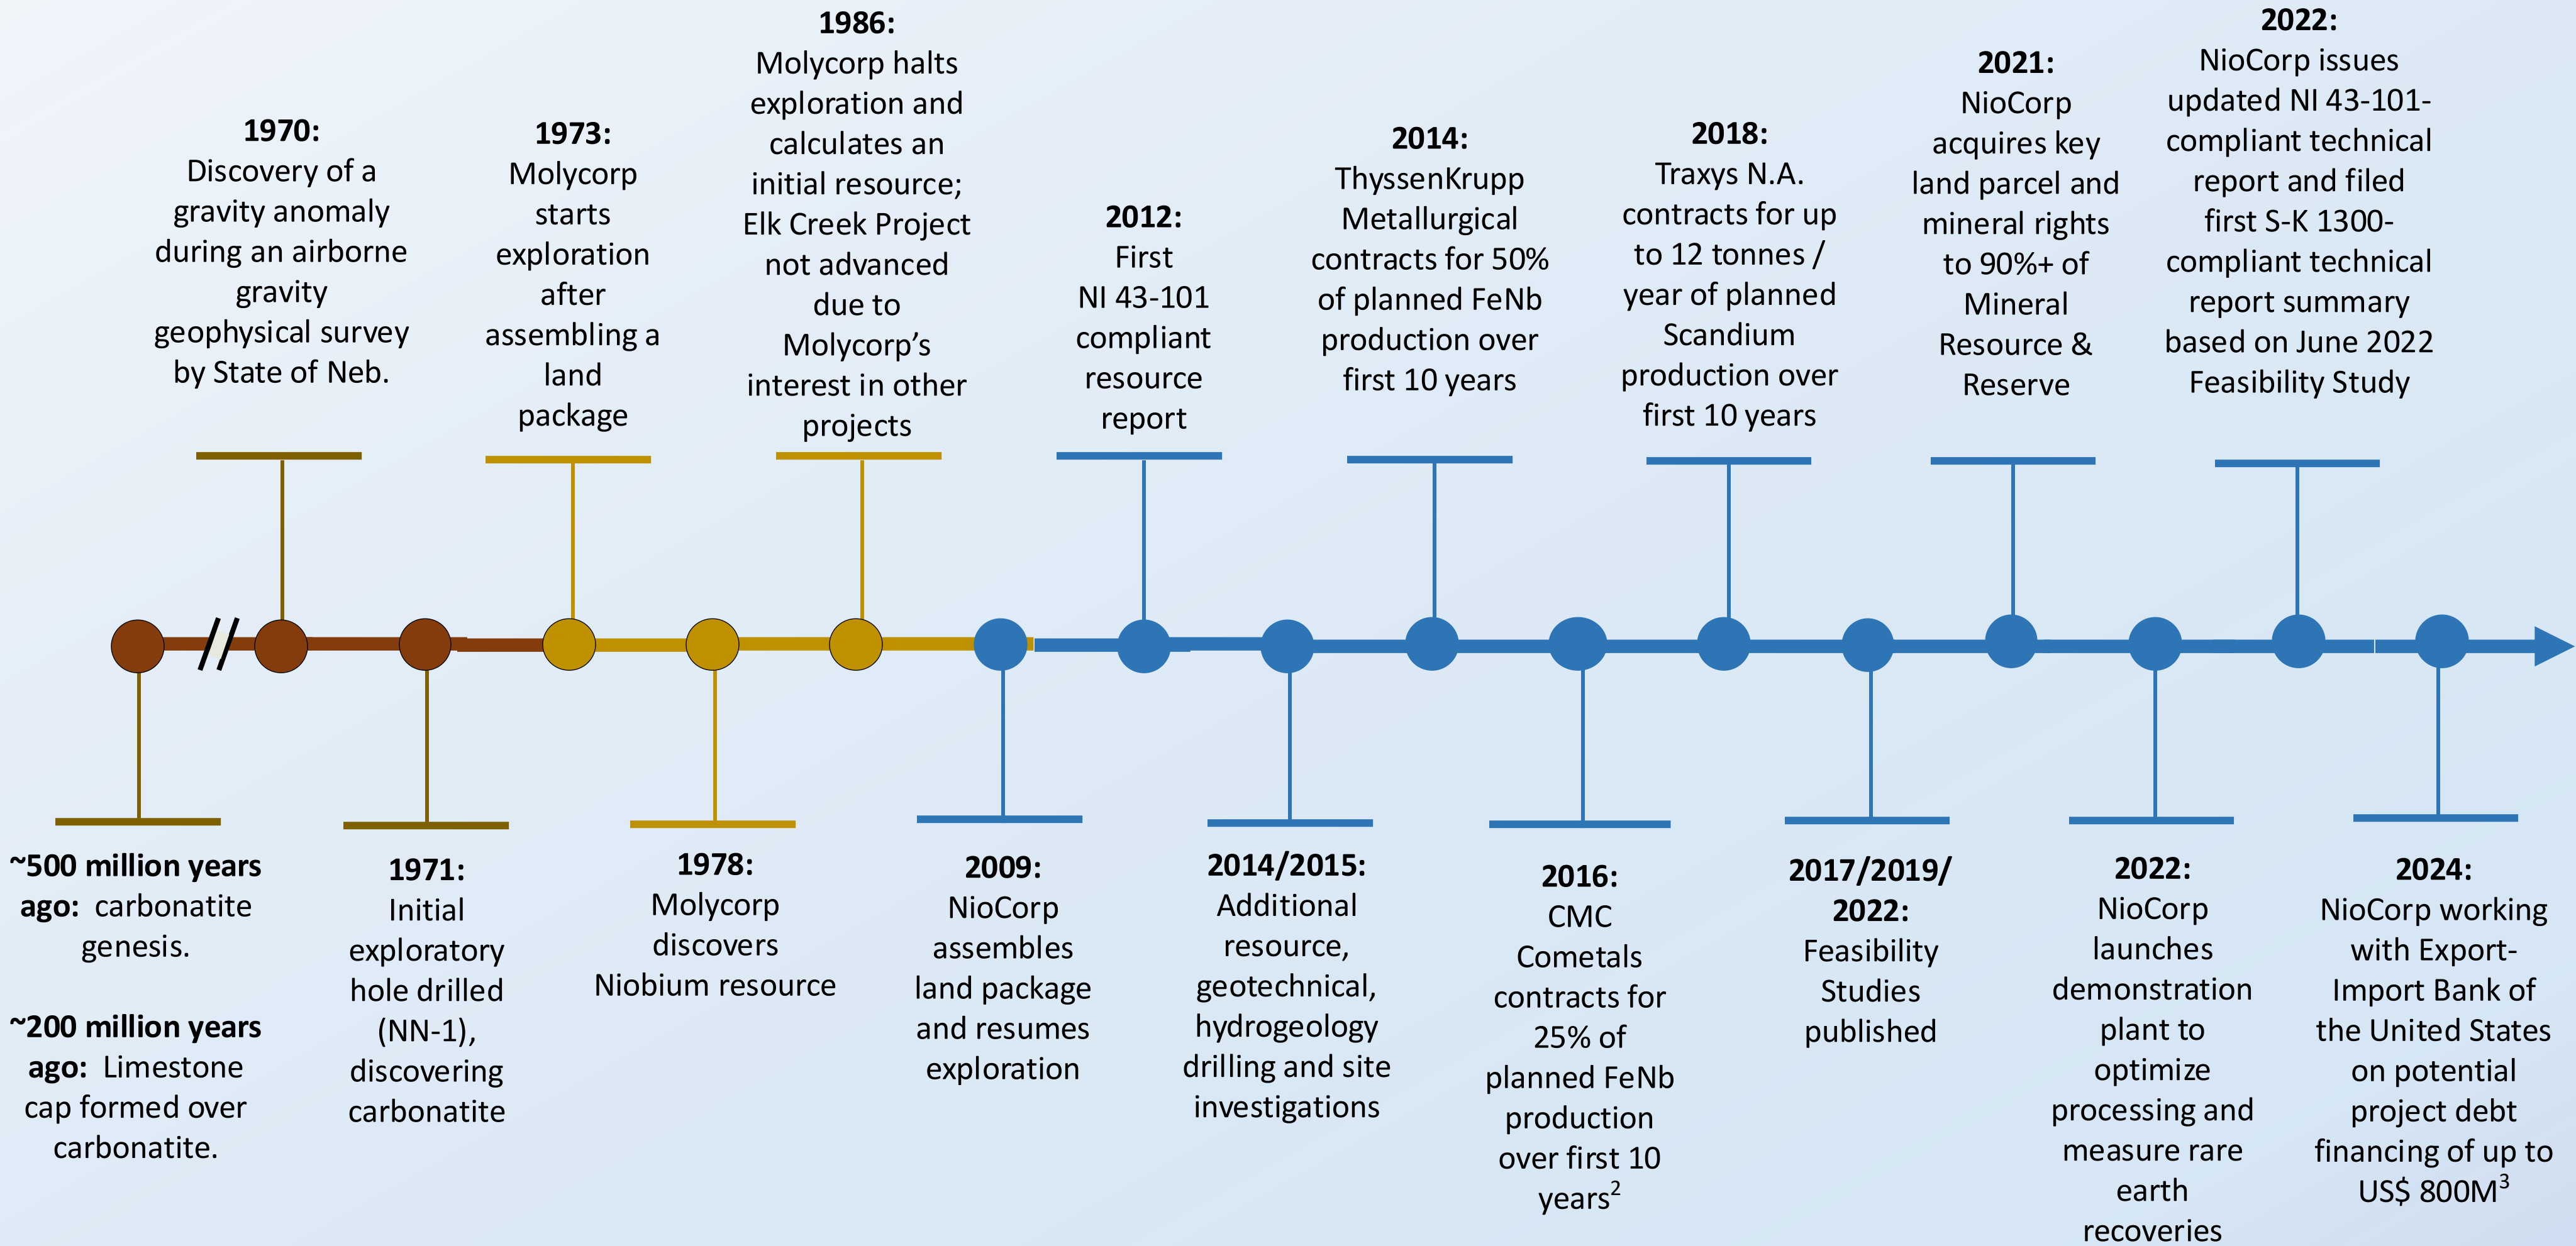 1970:
Discovery of a
gravity anomaly
during an airborne
gravity
geophysical survey
by State of Neb.
1973:
Molycorp
starts
exploration
after
assembling a
land
package
1986:
Molycorp halts
exploration and
calculates an
initial resource;
Elk Creek Project
not advanced
due to
Molycorp's
interest in other
projects
2012:
First
NI 43-101
compliant
resource
report
2014:
ThyssenKrupp
Metallurgical
contracts for 50%
of planned FeNb
production over
first 10 years
2018:
Traxys N.A.
contracts for up
to 12 tonnes /
year of planned
Scandium
production over
first 10 years
2021:
NioCorp
acquires key
land parcel and
mineral rights
to 90%+ of
Mineral
Resource &
Reserve
2022:
NioCorp issues
updated NI 43-101-
compliant technical
report and filed
first S-K 1300-
compliant technical
report summary
based on June 2022
Feasibility Study
~500 million years
ago: carbonatite
genesis.
~200 million years
ago: Limestone
cap formed over
carbonatite.
1971:
Initial
exploratory
hole drilled
(NN-1),
discovering
carbonatite
1978:
Molycorp
discovers
Niobium resource
2009:
NioCorp
assembles
land package
and resumes
exploration
2014/2015:
Additional
resource,
geotechnical,
hydrogeology
drilling and site
investigations
2016:
CMC
Cometals
contracts for
25% of
planned FeNb
production
over first 10
years²
2017/2019/
2022:
Feasibility
Studies
published
2022:
NioCorp
launches
demonstration
plant to
optimize
processing and
measure rare
earth
recoveries
2024:
NioCorp working
with Export-
Import Bank of
the United States
on potential
project debt
financing of up to
US$ 800M³